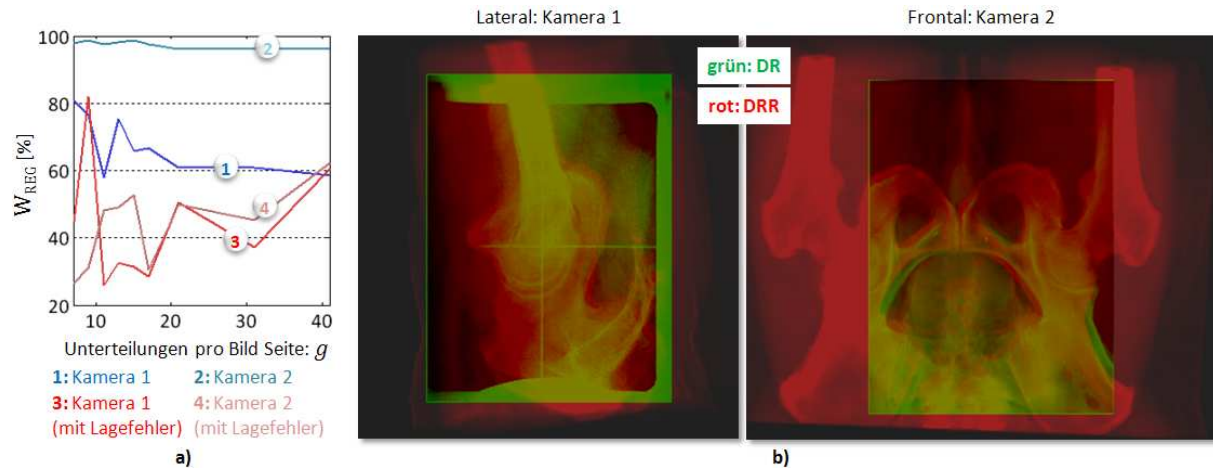 Lateral: Kamera 1
Frontal: Kamera 2
grün: DR
rot: DRR
W_REG [%]
100
80
60
40
20
10
20
30
40
1
2
3
4
Unterteilungen pro Bild Seite: g
1: Kamera 1 2: Kamera 2
3: Kamera 1 4: Kamera 2
(mit Lagefehler) (mit Lagefehler)
a)
b)